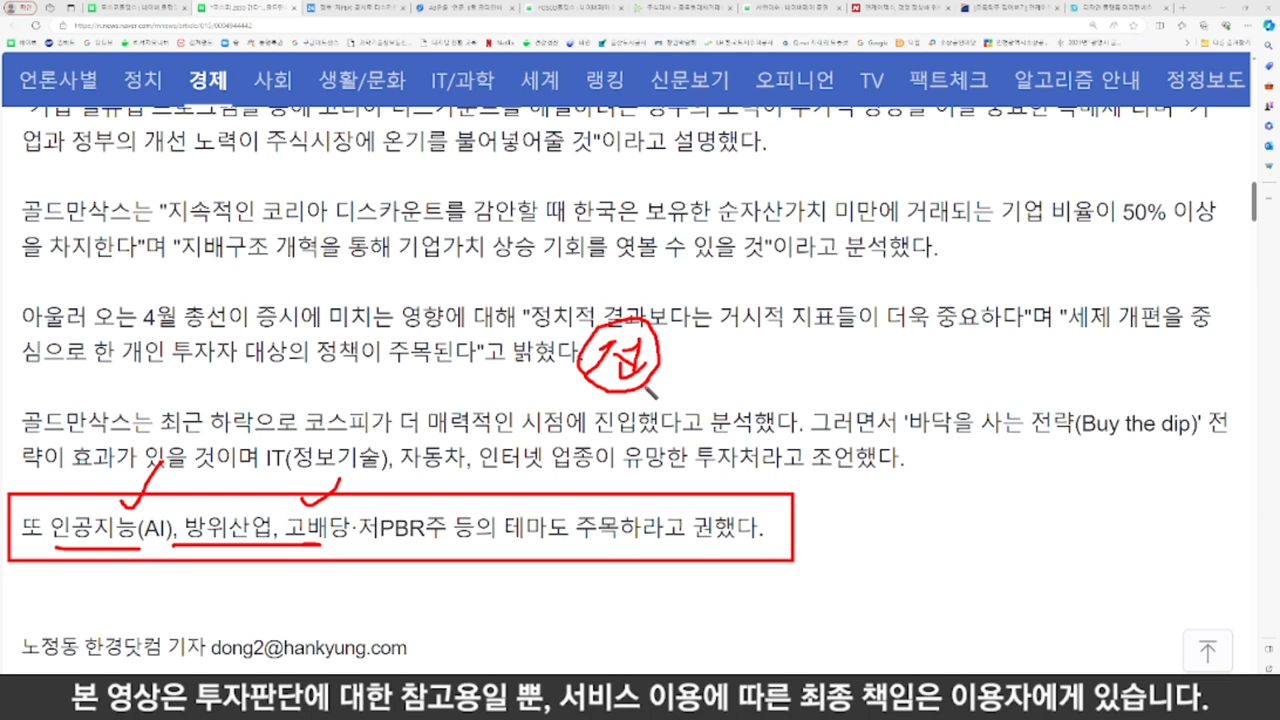 https://n.news.naver.com/mnews/article/015/0004944442
언론사별 정치 경제 사회 생활/문화 IT/과학 세계 랭킹 신문보기 오피니언 TV 팩트체크 알고리즘 안내 정정보도
업과 정부의 개선 노력이 주식시장에 온기를 불어넣어줄 것"이라고 설명했다.
골드만삭스는 "지속적인 코리아 디스카운트를 감안할 때 한국은 보유한 순자산가치 미만에 거래되는 기업 비율이 50% 이상
을 차지한다"며 "지배구조 개혁을 통해 기업가치 상승 기회를 엿볼 수 있을 것"이라고 분석했다.
아울러 오는 4월 총선이 증시에 미치는 영향에 대해 "정치적 결과보다는 거시적 지표들이 더욱 중요하다"며 "세제 개편을 중
심으로 한 개인 투자자 대상의 정책이 주목된다"고 밝혔다.
골드만삭스는 최근 하락으로 코스피가 더 매력적인 시점에 진입했다고 분석했다. 그러면서 '바닥을 사는 전략(Buy the dip)' 전
략이 효과가 있을 것이며 IT(정보기술), 자동차, 인터넷 업종이 유망한 투자처라고 조언했다.
또 인공지능(AI), 방위산업, 고배당·저PBR주 등의 테마도 주목하라고 권했다.
노정동 한경닷컴 기자 dong2@hankyung.com
본 영상은 투자판단에 대한 참고용일 뿐, 서비스 이용에 따른 최종 책임은 이용자에게 있습니다.